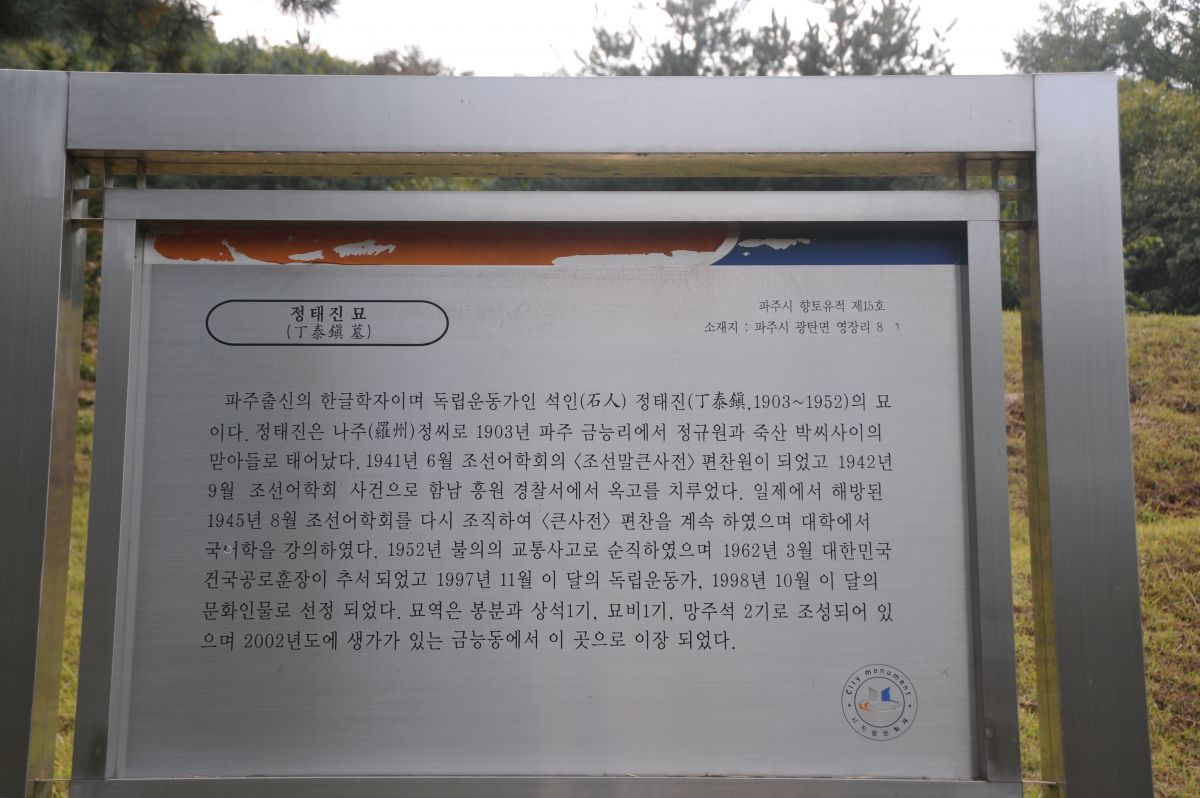 정태진 묘
(丁泰鎭 墓)
파주시 향토유적 제15호
소재지 : 파주시 광탄면 영장리 8
파주출신의 한글학자이며 독립운동가인 석인(石人) 정태진(丁泰鎭,1903~1952)의 묘
이다. 정태진은 나주(羅州)정씨로 1903년 파주 금능리에서 정규원과 죽산 박씨사이의
맏아들로 태어났다. 1941년 6월 조선어학회의 〈조선말큰사전〉 편찬원이 되었고 1942년
9월 조선어학회 사건으로 함남 흥원 경찰서에서 옥고를 치루었다. 일제에서 해방된
1945년 8월 조선어학회를 다시 조직하여 〈큰사전〉 편찬을 계속 하였으며 대학에서
국어학을 강의하였다. 1952년 불의의 교통사고로 순직하였으며 1962년 3월 대한민국
건국공로훈장이 추서되었고 1997년 11월 이 달의 독립운동가, 1998년 10월 이 달의
문화인물로 선정 되었다. 묘역은 봉분과 상석1기, 묘비1기, 망주석 2기로 조성되어 있
으며 2002년도에 생가가 있는 금능동에서 이 곳으로 이장 되었다.
City monument
시지정문화재